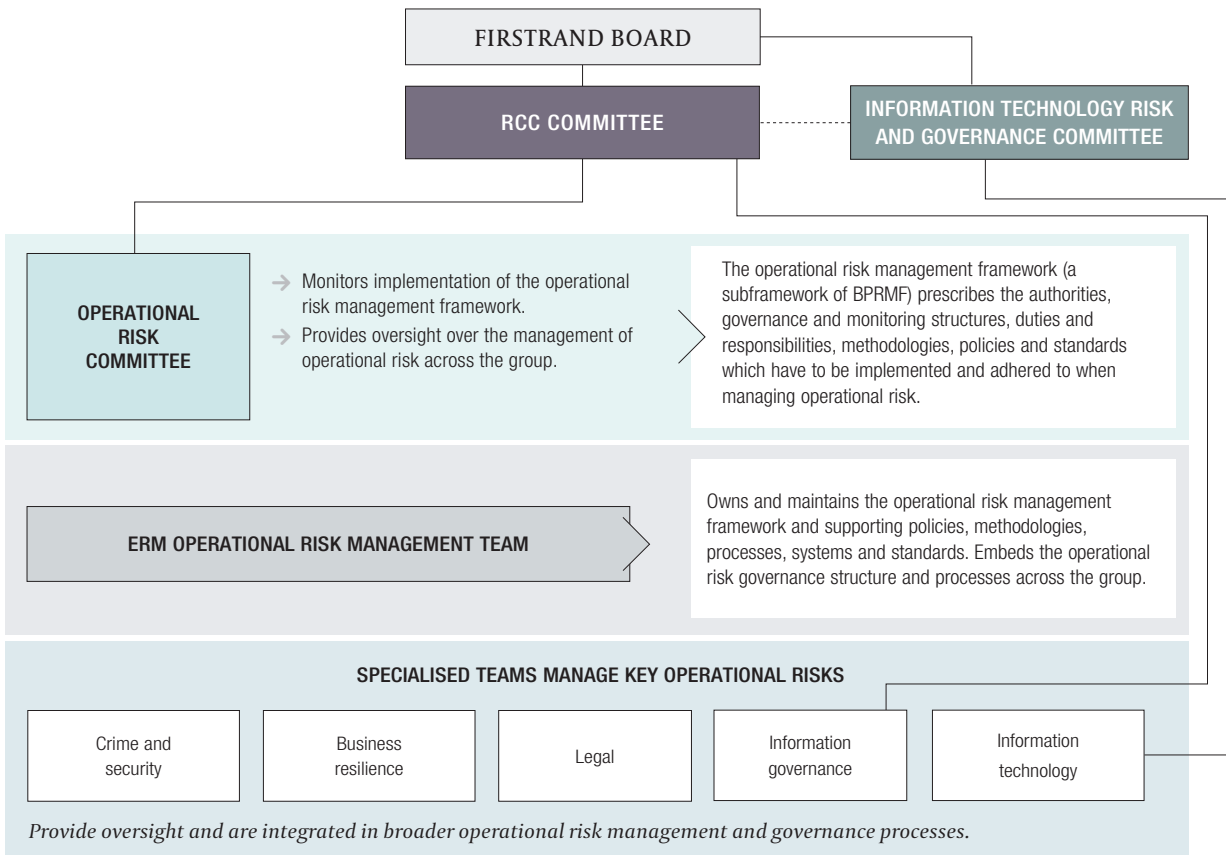 FIRSTRAND BOARD
RCC COMMITTEE
INFORMATION TECHNOLOGY RISK
AND GOVERNANCE COMMITTEE
OPERATIONAL
RISK
COMMITTEE
Monitors implementation of the operational
risk management framework.
Provides oversight over the management of
operational risk across the group.
The operational risk management framework (a
subframework of BPRMF) prescribes the authorities,
governance and monitoring structures, duties and
responsibilities, methodologies, policies and standards
which have to be implemented and adhered to when
managing operational risk.
ERM OPERATIONAL RISK MANAGEMENT TEAM
Owns and maintains the operational risk management
framework and supporting policies, methodologies,
processes, systems and standards. Embeds the operational
risk governance structure and processes across the group.
SPECIALISED TEAMS MANAGE KEY OPERATIONAL RISKS
Crime and
security
Business
resilience
Legal
Information
governance
Information
technology
Provide oversight and are integrated in broader operational risk management and governance processes.